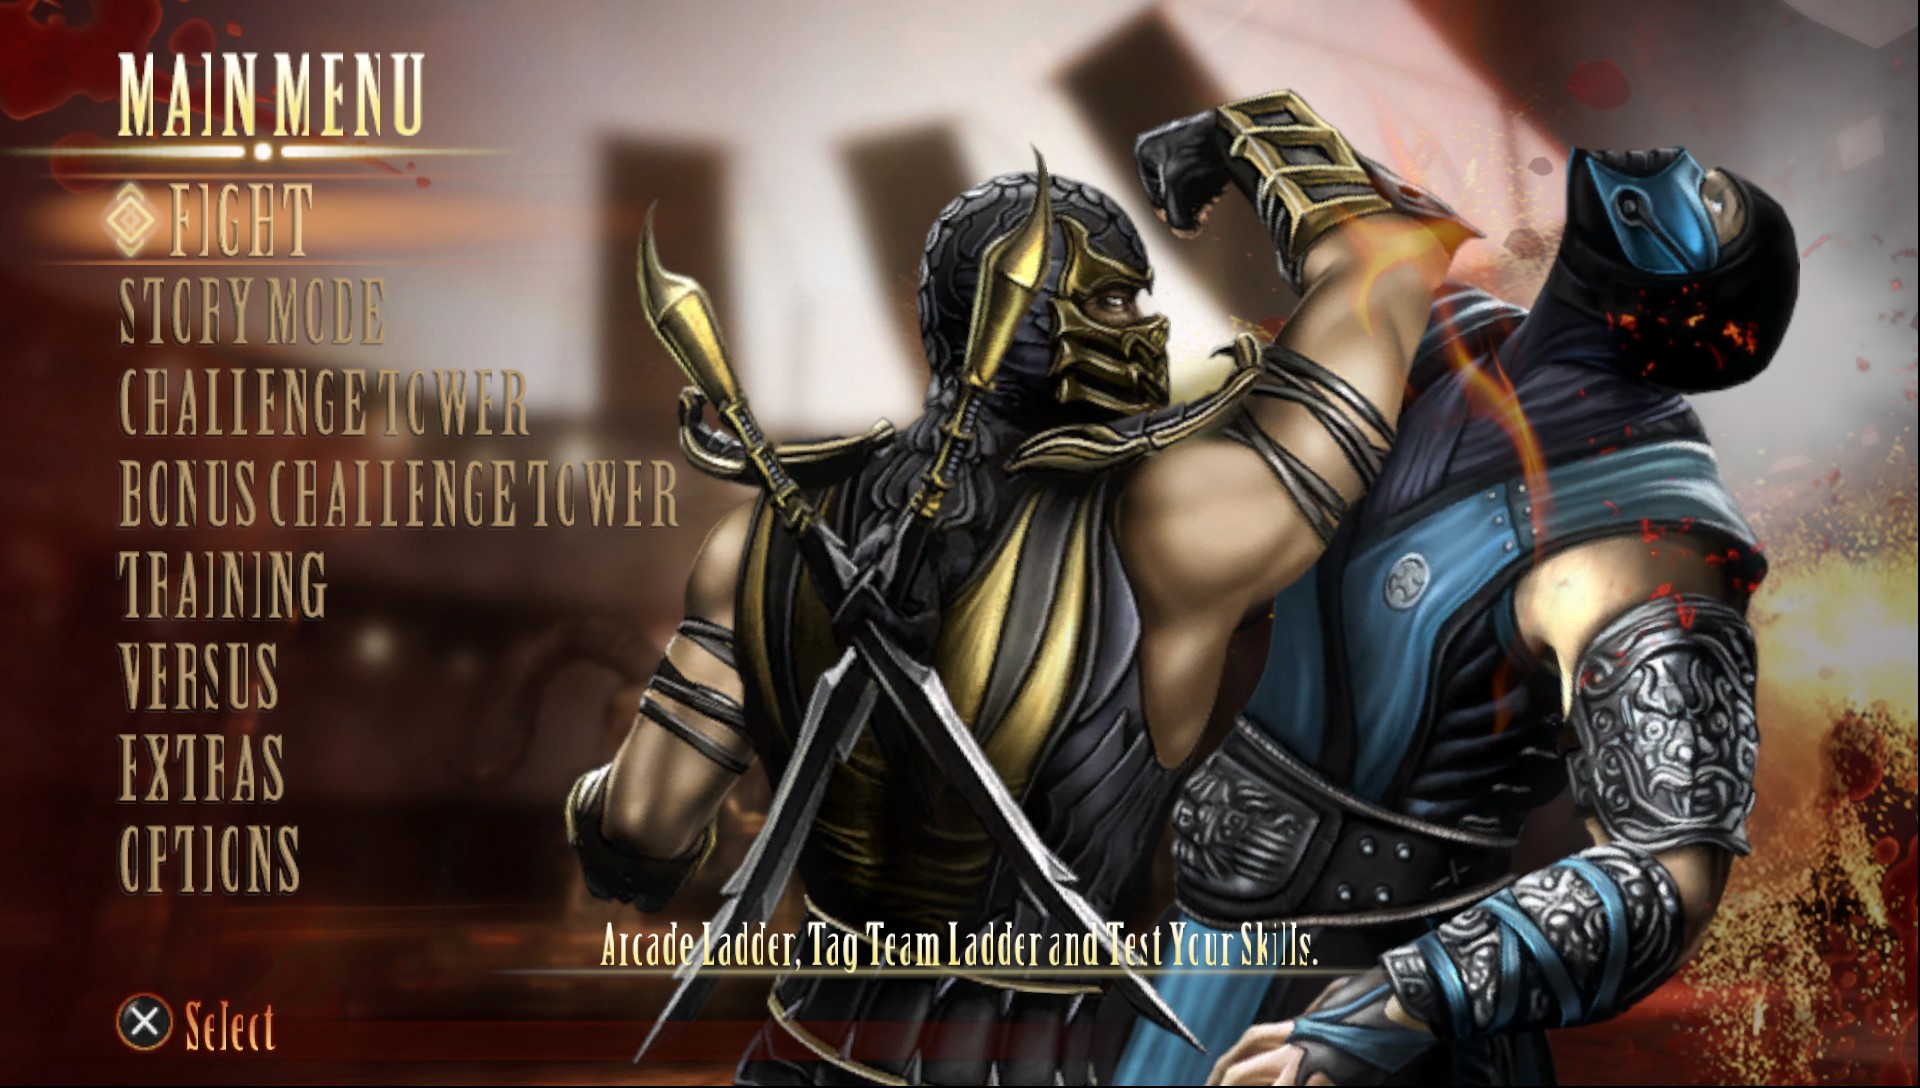 MAIN MENU
FIGHT
STORY MODE
CHALLENGE TOWER
BONUS CHALLENGE TOWER
TRAINING
VERSUS
EXTRAS
OPTIONS
Arcade Ladder, Tag Team Ladder and Test Your Skills.
Select